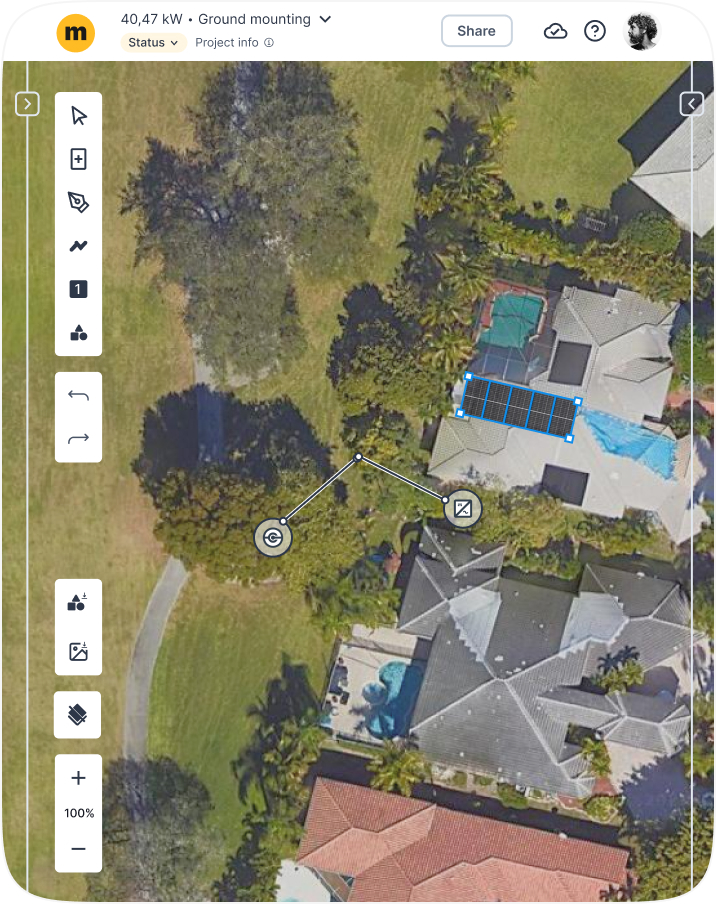 m
40,47 kW • Ground mounting
Share
Status
Project info
1
100%